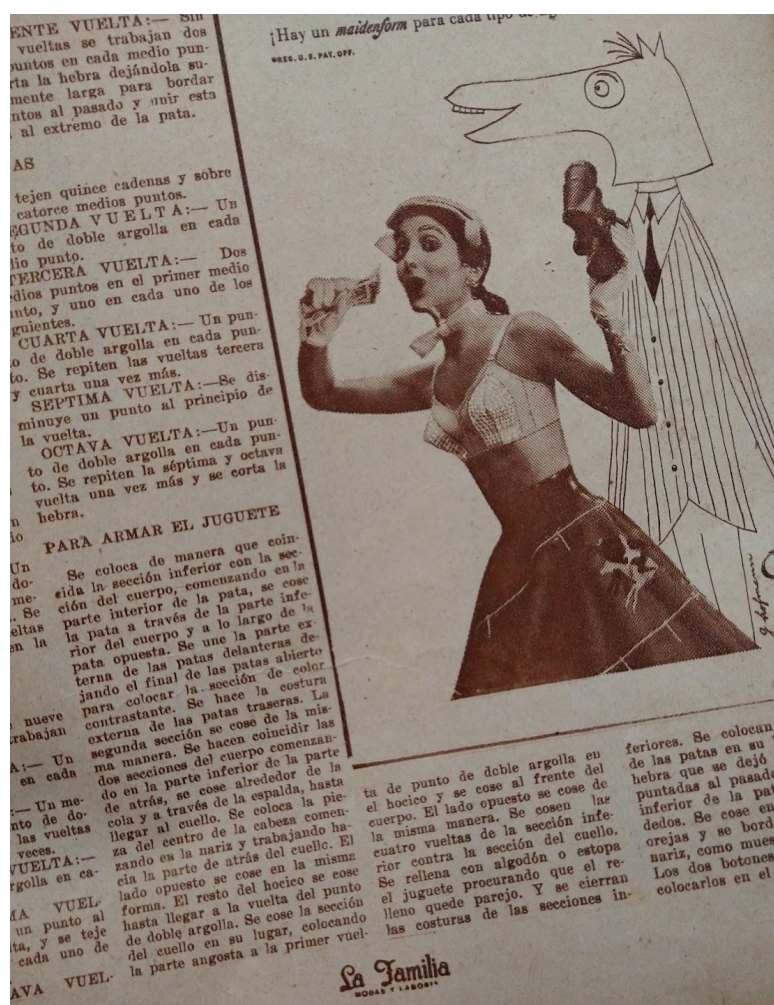 ENTE VUELTA:— Sin
vueltas se trabajan dos
puntos en cada medio pun-
rta la hebra dejándola su-
mente larga para bordar
ntos al pasado y unir esta
al extremo de la pata.
AS
tejen quince cadenas y sobre
catorce medios puntos.
EGUNDA VUELTA:— Un
to de doble argolla en cada
dio punto.
TERCERA VUELTA:— Dos
dios puntos en el primer medio
nto, y uno en cada uno de los
guientes.
CUARTA VUELTA:— Un pun-
o de doble argolla en cada pun-
to. Se repiten las vueltas tercera
y cuarta una vez más.
SEPTIMA VUELTA:—Se dis-
minuye un punto al principio de
la vuelta.
OCTAVA VUELTA:—Un pun-
to de doble argolla en cada pun-
to. Se repiten la séptima y octava
vuelta una vez más y se corta la
hebra.
PARA ARMAR EL JUGUETE
Se coloca de manera que coin-
cida la sección inferior con la sec-
ción del cuerpo, comenzando en la
parte interior de la pata, se cose
la pata a través de la parte infe-
rior del cuerpo y a lo largo de la
pata opuesta. Se une la parte ex-
terna de las patas delanteras de-
jando el final de las patas abierto
para colocar la sección de color
contrastante. Se hace la costura
externa de las patas traseras. La
segunda sección se cose de la mis-
ma manera. Se hacen coincidir las
dos secciones del cuerpo comenzan-
do en la parte inferior de la parte
de atrás, se cose alrededor de la
cola y a través de la espalda, hasta
llegar al cuello. Se coloca la pie-
za del centro de la cabeza comen-
zando en la nariz y trabajando ha-
cia la parte de atrás del cuello. El
lado opuesto se cose en la misma
forma. El resto del hocico se cose
hasta llegar a la vuelta del punto
de doble argolla. Se cose la sección
del cuello en su lugar, colocando
la parte angosta a la primer vuel-
ta de punto de doble argolla en
el hocico y se cose al frente del
cuerpo. El lado opuesto se cose de
la misma manera. Se cosen las
cuatro vueltas de la sección infe-
rior contra la sección del cuello.
Se rellena con algodón o estopa
el juguete procurando que el re-
lleno quede parejo. Y se cierran
las costuras de las secciones in-
feriores. Se colocan
de las patas en su
hebra que se dejó
puntadas al pasado
inferior de la pat
dedos. Se cose en
orejas y se bord
nariz, como mues
Los dos botones
colocarlos en el
n
io
Un
do-
me-
. Se
eltas
en la
nueve
rabajan
A:— Un
en cada
:— Un me-
nto de do-
las vueltas
veces.
VUELTA:—
rgolla en ca-
MA VUEL-
un punto al
lta, y se teje
cada uno de
AVA VUEL-
¡Hay un maidenform para cada tipo de
®REG. U.S. PAT. OFF.
g hofmann
La Familia
MODAS Y LABORES